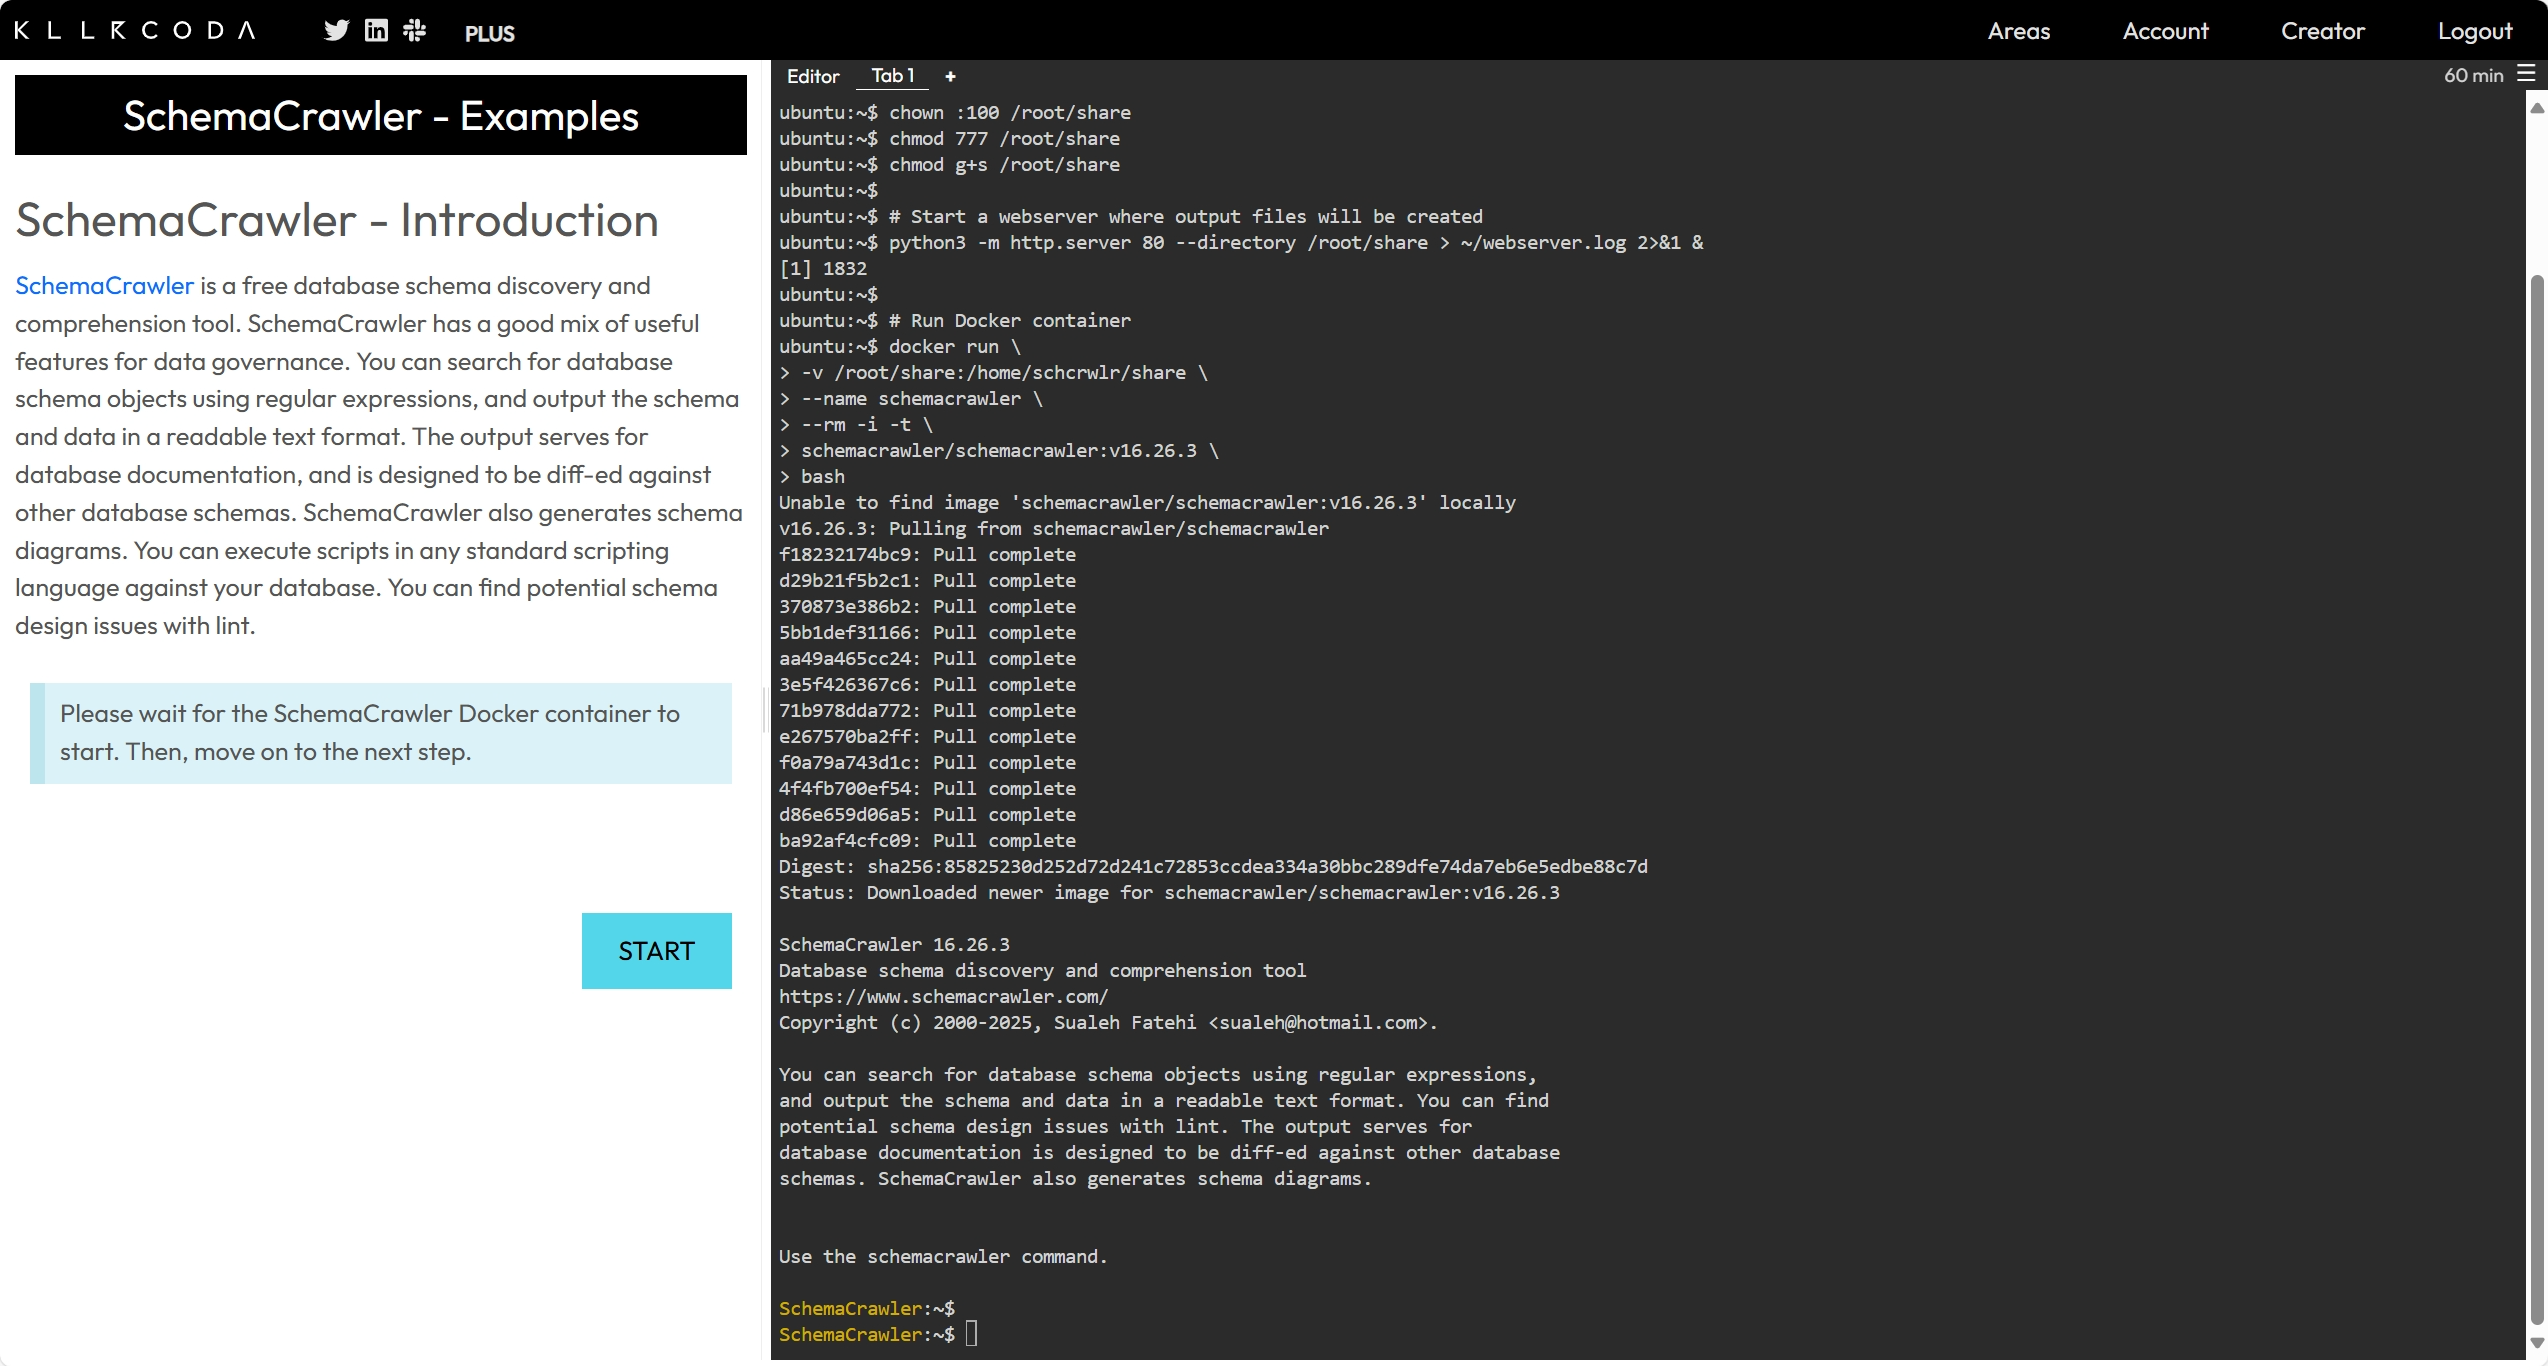 KLLRCODA
PLUS
Areas
Account
Creator
Logout
SchemaCrawler - Examples
SchemaCrawler - Introduction
SchemaCrawler is a free database schema discovery and
comprehension tool. SchemaCrawler has a good mix of useful
features for data governance. You can search for database
schema objects using regular expressions, and output the schema
and data in a readable text format. The output serves for
database documentation, and is designed to be diff-ed against
other database schemas. SchemaCrawler also generates schema
diagrams. You can execute scripts in any standard scripting
language against your database. You can find potential schema
design issues with lint.
Please wait for the SchemaCrawler Docker container to
start. Then, move on to the next step.
START
Editor
Tab 1
+
60 min
ubuntu:~$ chown :100 /root/share
ubuntu:~$ chmod 777 /root/share
ubuntu:~$ chmod g+s /root/share
ubuntu:~$
ubuntu:~$ # Start a webserver where output files will be created
ubuntu:~$ python3 -m http.server 80 --directory /root/share > ~/webserver.log 2>&1 &
[1] 1832
ubuntu:~$
ubuntu:~$ # Run Docker container
ubuntu:~$ docker run \
> -v /root/share:/home/schcrwlr/share \
> --name schemacrawler \
> --rm -i -t \
> schemacrawler/schemacrawler:v16.26.3 \
> bash
Unable to find image 'schemacrawler/schemacrawler:v16.26.3' locally
v16.26.3: Pulling from schemacrawler/schemacrawler
f18232174bc9: Pull complete
d29b21f5b2c1: Pull complete
370873e386b2: Pull complete
5bb1def31166: Pull complete
aa49a465cc24: Pull complete
3e5f426367c6: Pull complete
71b978dda772: Pull complete
e267570ba2ff: Pull complete
f0a79a743d1c: Pull complete
4f4fb700ef54: Pull complete
d86e659d06a5: Pull complete
ba92af4cfc09: Pull complete
Digest: sha256:85825230d252d72d241c72853ccdea334a30bbc289dfe74da7eb6e5edbe88c7d
Status: Downloaded newer image for schemacrawler/schemacrawler:v16.26.3
SchemaCrawler 16.26.3
Database schema discovery and comprehension tool
https://www.schemacrawler.com/
Copyright (c) 2000-2025, Sualeh Fatehi <sualeh@hotmail.com>.
You can search for database schema objects using regular expressions,
and output the schema and data in a readable text format. You can find
potential schema design issues with lint. The output serves for
database documentation is designed to be diff-ed against other database
schemas. SchemaCrawler also generates schema diagrams.
Use the schemacrawler command.
SchemaCrawler:~$
SchemaCrawler:~$